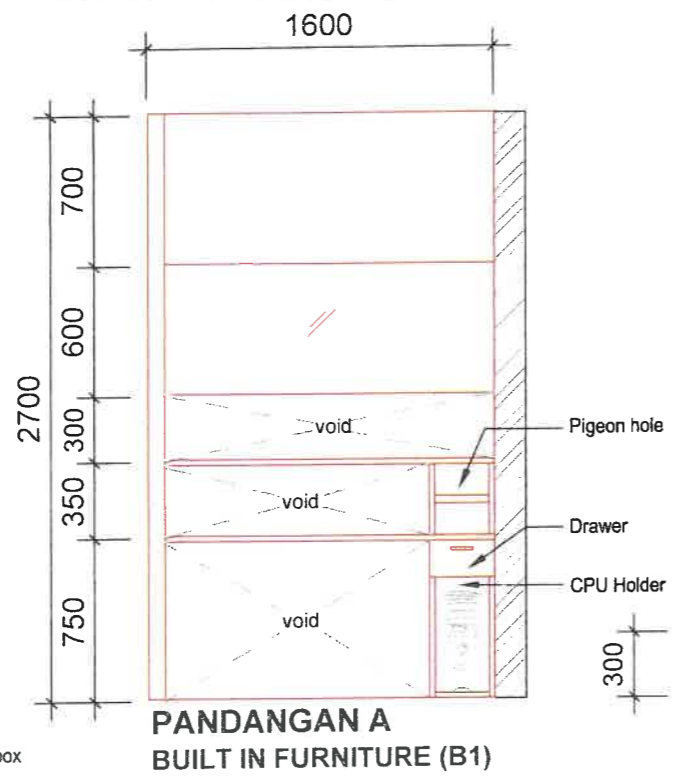 1600
700
600
2700
300
void
Pigeon hole
350
void
Drawer
CPU Holder
750
void
300
PANDANGAN A
BUILT IN FURNITURE (B1)